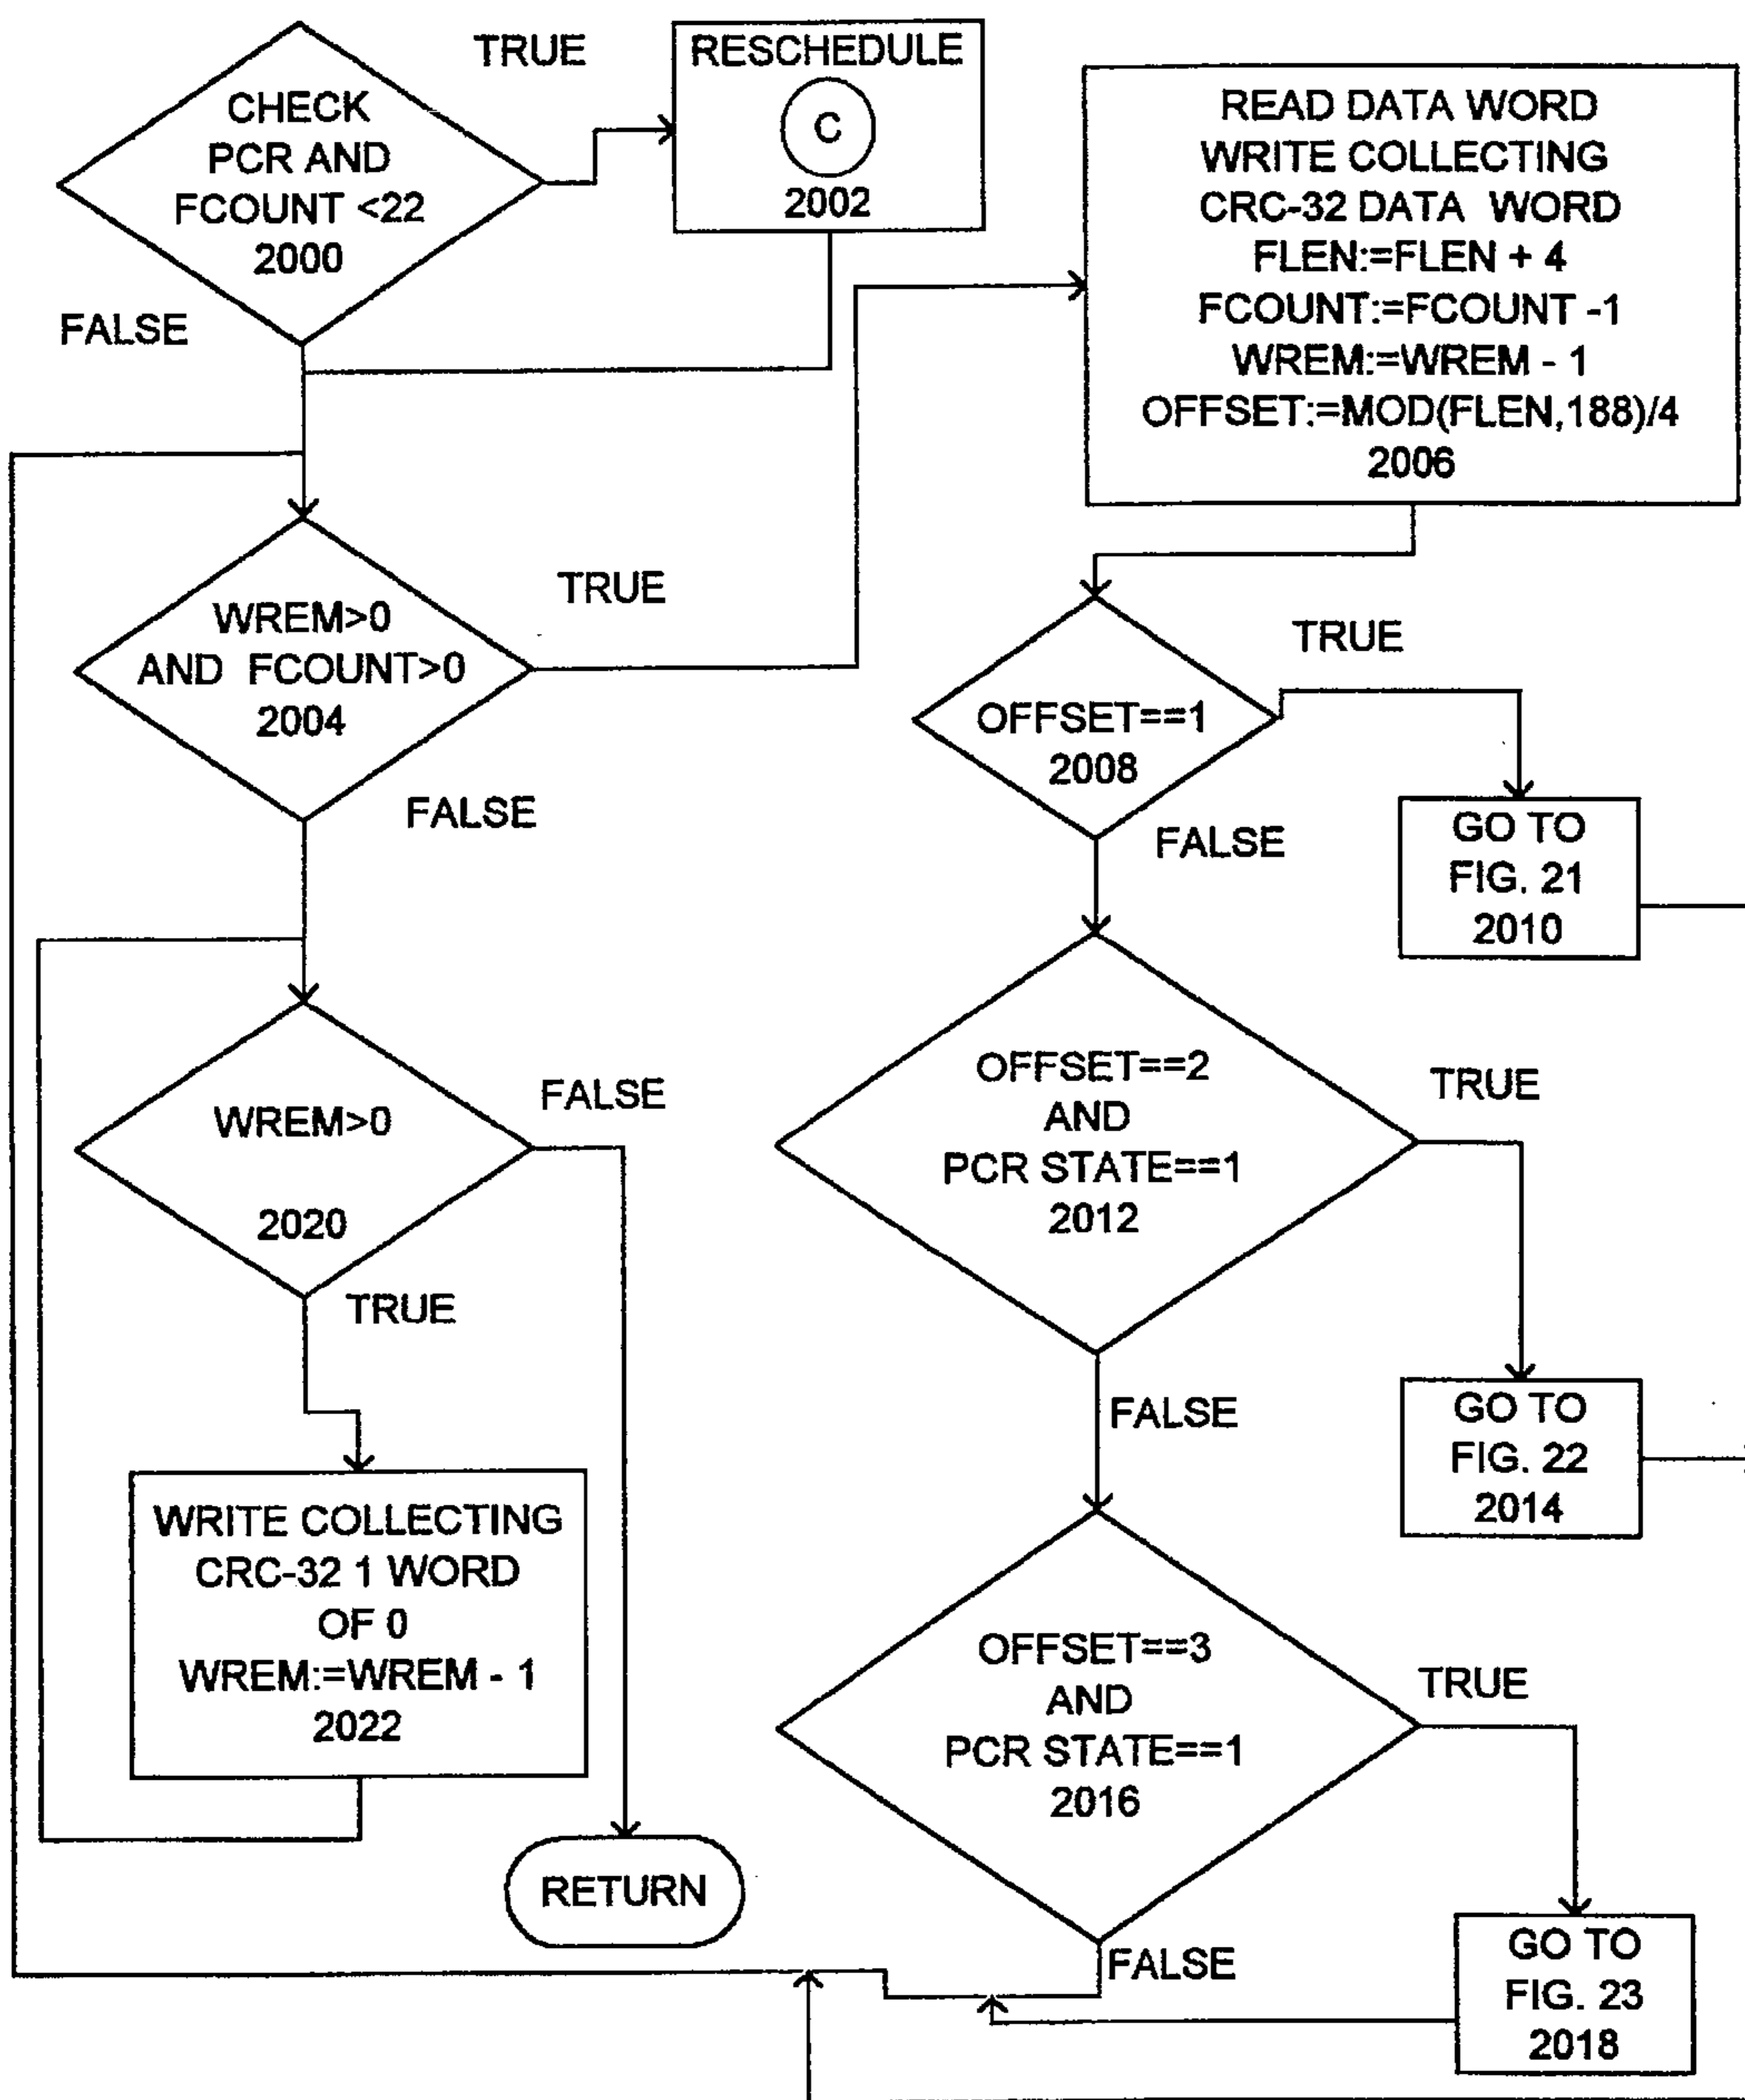 CHECK
PCR AND
FCOUNT <22
2000
TRUE
FALSE
RESCHEDULE
C
2002
READ DATA WORD
WRITE COLLECTING
CRC-32 DATA WORD
FLEN:=FLEN + 4
FCOUNT:=FCOUNT -1
WREM:=WREM - 1
OFFSET:=MOD(FLEN,188)/4
2006
WREM>0
AND FCOUNT>0
2004
TRUE
FALSE
OFFSET==1
2008
TRUE
FALSE
GO TO
FIG. 21
2010
OFFSET==2
AND
PCR STATE==1
2012
TRUE
FALSE
GO TO
FIG. 22
2014
WREM>0
2020
FALSE
TRUE
WRITE COLLECTING
CRC-32 1 WORD
OF 0
WREM:=WREM - 1
2022
RETURN
OFFSET==3
AND
PCR STATE==1
2016
TRUE
FALSE
GO TO
FIG. 23
2018